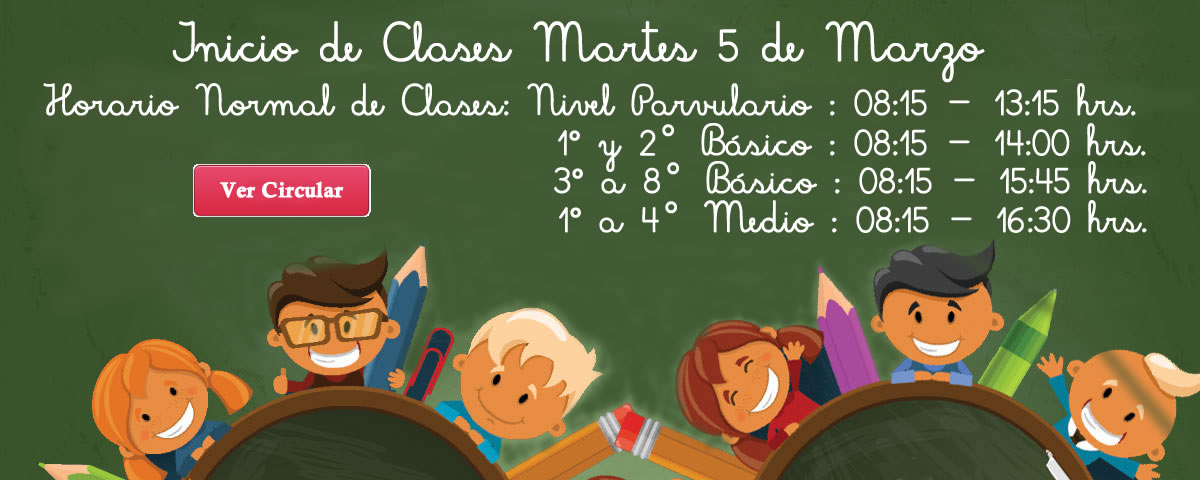 Inicio de Clases Martes 5 de Marzo
Horario Normal de Clases: Nivel Parvulario : 08:15 – 13:15 hrs.
1° y 2° Básico : 08:15 – 14:00 hrs.
3° a 8° Básico : 08:15 – 15:45 hrs.
1° a 4° Medio : 08:15 – 16:30 hrs.
Ver Circular